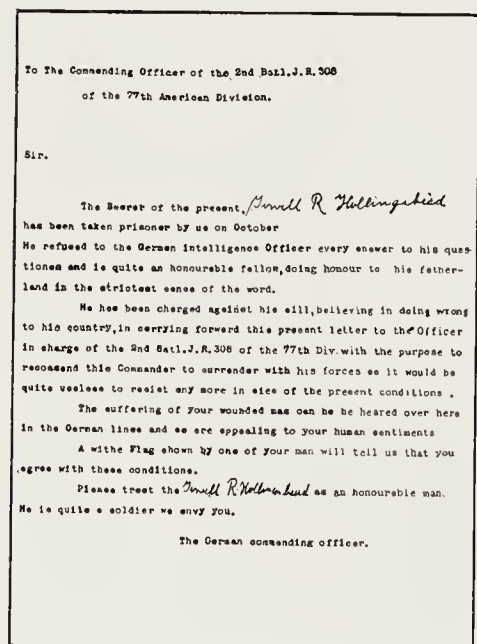 To The Commending Officer of the 2nd Batl.J.R.308
of the 77th American Division.
Sir.
The Bearer of the present, Lowell R Hollingshead
has been taken prisoner by us on October
He refused to the German Intelligence Officer every answer to his ques-
tiones and is quite an honourable fellow,doing honour to his father-
land in the strictest sense of the word.
He has been charged against his will,believing in doing wrong
to his country,in carrying forward this present letter to the Officer
in charge of the 2nd Batl.J.R.308 of the 77th Div.with the purpose to
recommend this Commander to surrender with his forces as it would be
quite useless to resist any more in view of the present conditions .
The suffering of your wounded man can be be heared over here
in the German lines and we are appealing to your human sentiments
A withe Flag shown by one of your man will tell us that you
agree with these conditions.
Please treat the Lowell R. Hollingshead as an honourable man.
He is quite a soldier we envy you.
The German commending officer.